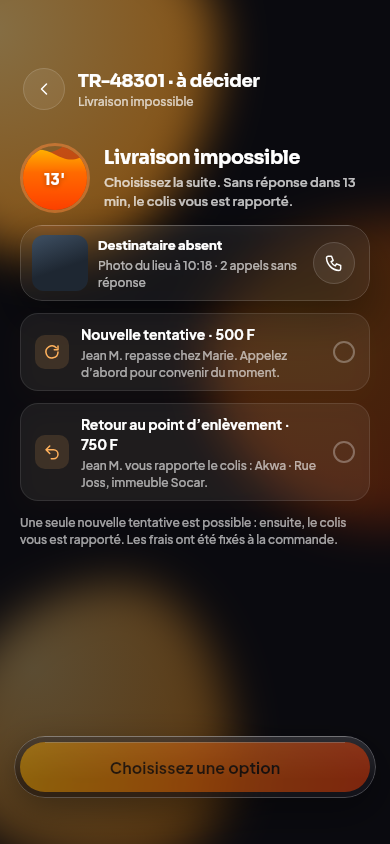 TR-48301 · à décider
Livraison impossible
13'
Livraison impossible
Choisissez la suite. Sans réponse dans 13
min, le colis vous est rapporté.
Destinataire absent
Photo du lieu à 10:18 · 2 appels sans
réponse
Nouvelle tentative · 500 F
Jean M. repasse chez Marie. Appelez
d’abord pour convenir du moment.
Retour au point d’enlèvement ·
750 F
Jean M. vous rapporte le colis : Akwa · Rue
Joss, immeuble Socar.
Une seule nouvelle tentative est possible : ensuite, le colis
vous est rapporté. Les frais ont été fixés à la commande.
Choisissez une option